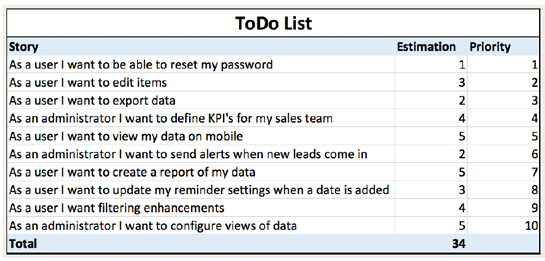 ToDo List
Story Estimation Priority
As a user I want to be able to reset my password 1 1
As a user I want to edit items 3 2
As a user I want to export data 2 3
As an administrator I want to define KPI's for my sales team 4 4
As a user I want to view my data on mobile 5 5
As an administrator I want to send alerts when new leads come in 2 6
As a user I want to create a report of my data 5 7
As a user I want to update my reminder settings when a date is added 3 8
As a user I want filtering enhancements 4 9
As an administrator I want to configure views of data 5 10
Total 34